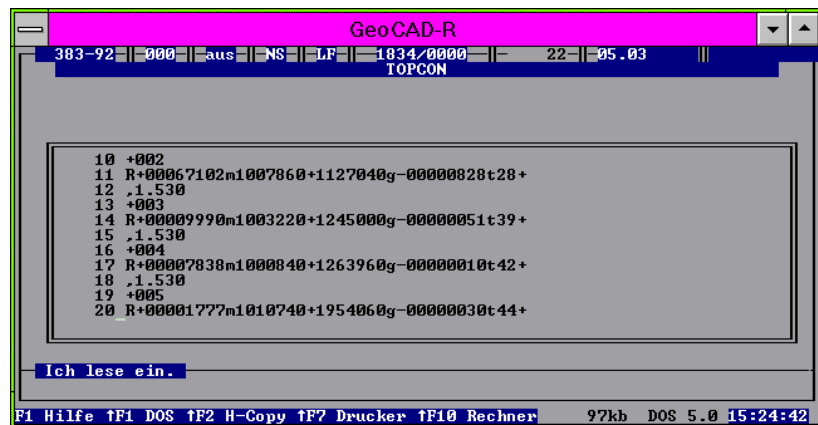 GeoCAD-R
383-92 000 aus NS LF 1834/0000 - 22- 05.03
TOPCON
10 +002
11 R+00067102m1007860+1127040g-00000828t28+
12 ,1.530
13 +003
14 R+00009990m1003220+1245000g-00000051t39+
15 ,1.530
16 +004
17 R+00007838m1000840+1263960g-00000010t42+
18 ,1.530
19 +005
20 R+00001777m1010740+1954060g-00000030t44+
Ich lese ein.
F1 Hilfe ↑F1 DOS ↑F2 H-Copy ↑F7 Drucker ↑F10 Rechner 97kb DOS 5.0 15:24:42